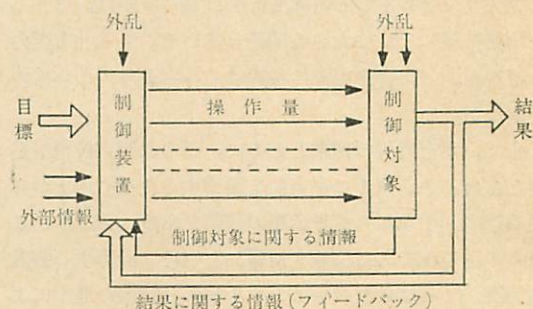 外乱
外乱
目標
制御装置
操作量
制御対象
結果
外部情報
制御対象に関する情報
結果に関する情報(フィードバック)